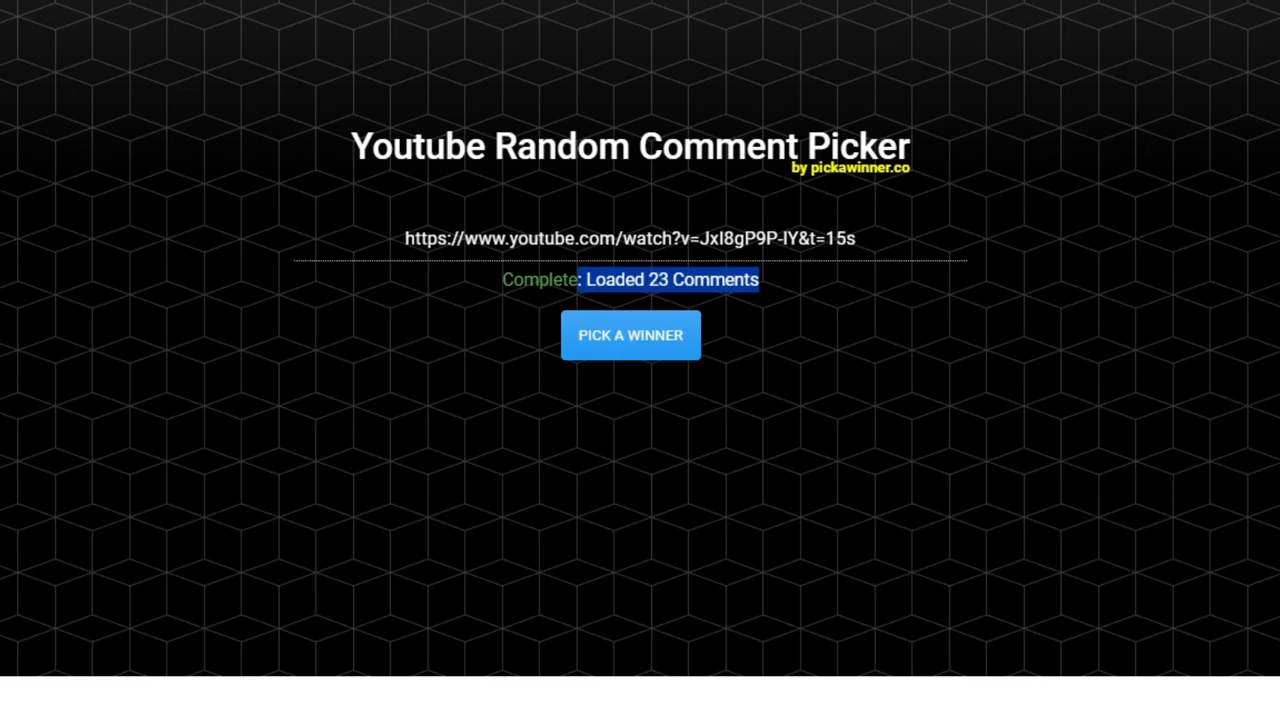 Youtube Random Comment Picker
by pickawinner.co
https://www.youtube.com/watch?v=Jxl8gP9P-lY&t=15s
Complete: Loaded 23 Comments
PICK A WINNER